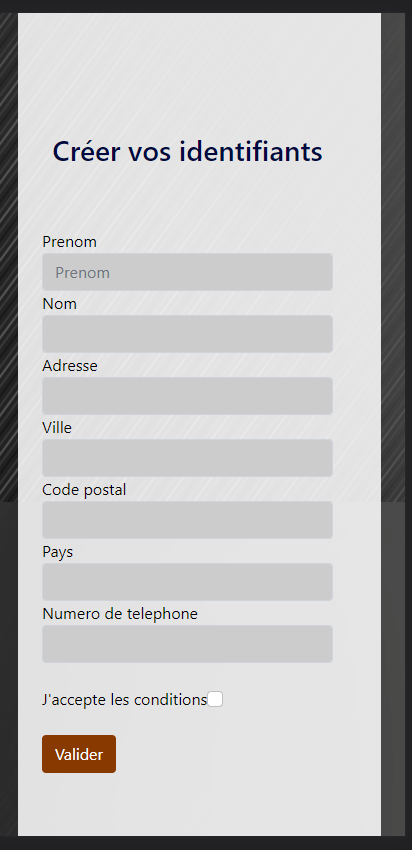 Créer vos identifiants
Prenom
Prenom
Nom
Adresse
Ville
Code postal
Pays
Numero de telephone
J'accepte les conditions
Valider